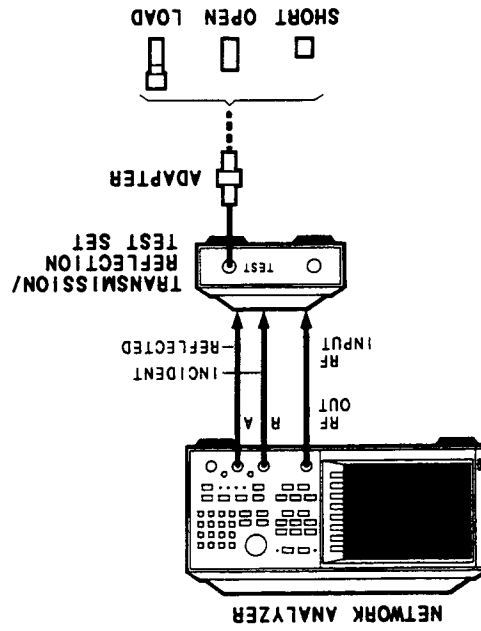 NETWORK ANALYZER
RF
OUT
R
A
INCIDENT
REFLECTED
RF
INPUT
TRANSMISSION/
REFLECTION
TEST SET
TEST
ADAPTER
SHORT OPEN LOAD